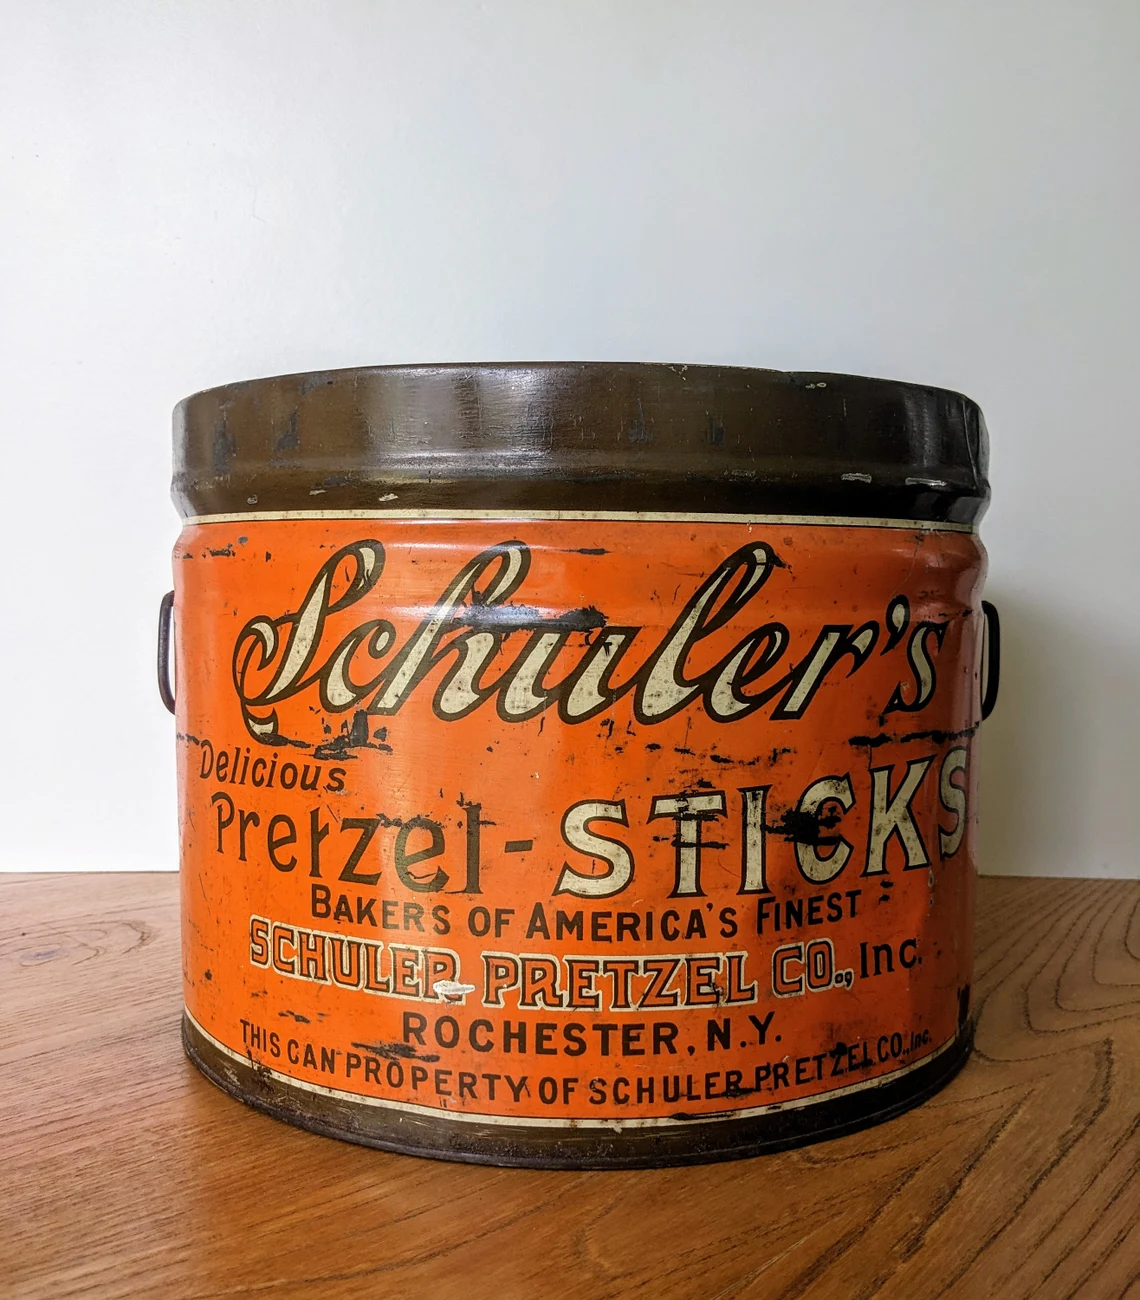 Schuler's
Delicious
Pretzel-STICKS
BAKERS OF AMERICA'S FINEST
SCHULER PRETZEL CO., Inc.
ROCHESTER, N.Y.
THIS CAN PROPERTY OF SCHULER PRETZEL CO., Inc.